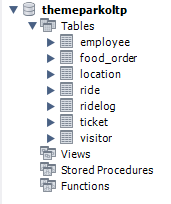 themeparkoltp
Tables
employee
food_order
location
ride
ridelog
ticket
visitor
Views
Stored Procedures
Functions